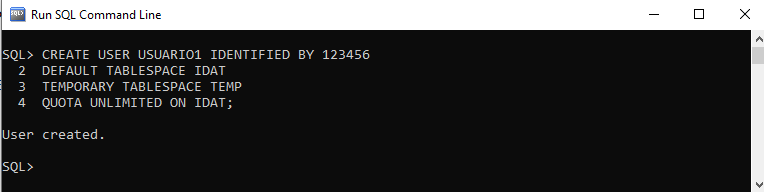 Run SQL Command Line
SQL> CREATE USER USUARIO1 IDENTIFIED BY 123456
2 DEFAULT TABLESPACE IDAT
3 TEMPORARY TABLESPACE TEMP
4 QUOTA UNLIMITED ON IDAT;
User created.
SQL>